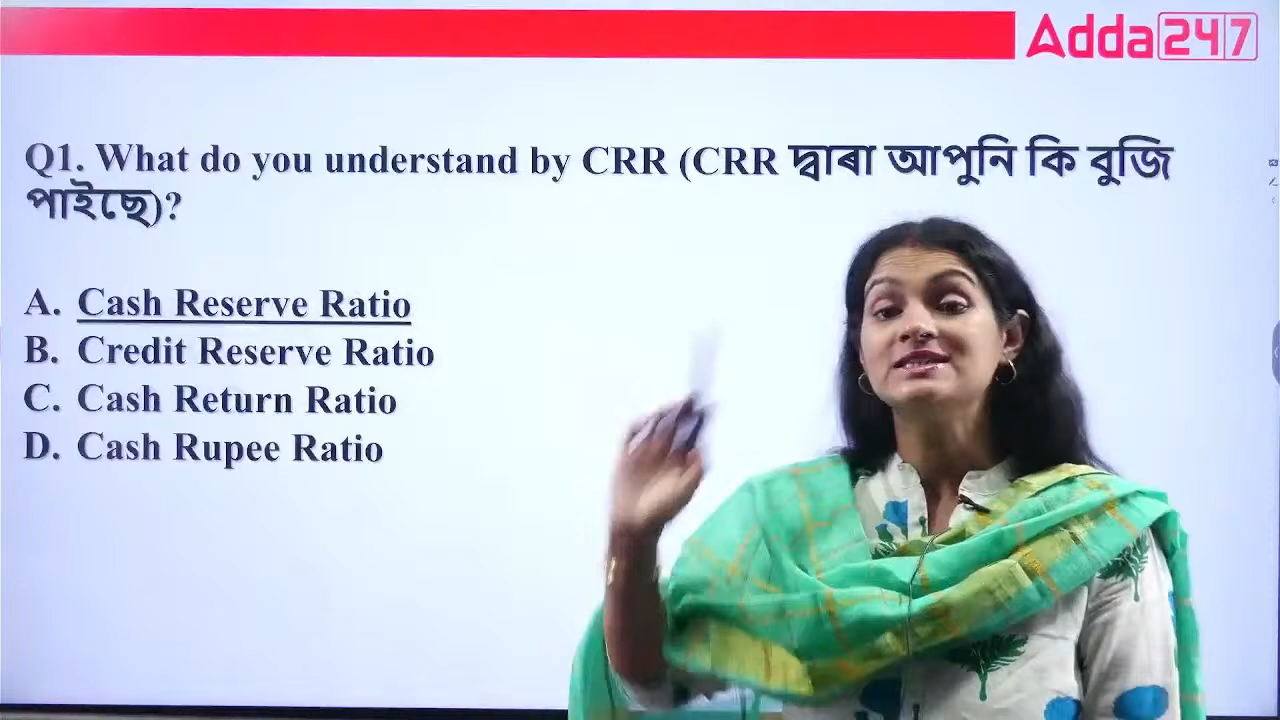 Adda247
Q1. What do you understand by CRR (CRR দ্বাৰা আপুনি কি বুজি
পাইছে)?
A. Cash Reserve Ratio
B. Credit Reserve Ratio
C. Cash Return Ratio
D. Cash Rupee Ratio